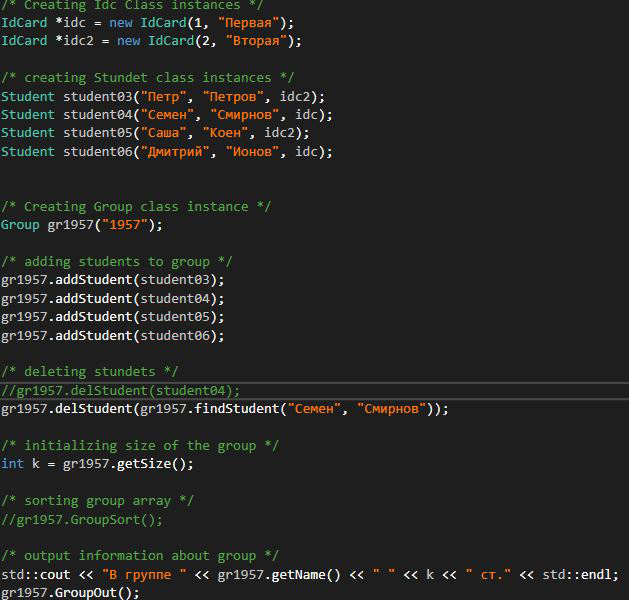 /* Creating Idc Class instances */
IdCard *idc = new IdCard(1, "Первая");
IdCard *idc2 = new IdCard(2, "Вторая");
/* creating Stundet class instances */
Student student03("Петр", "Петров", idc2);
Student student04("Семен", "Смирнов", idc);
Student student05("Саша", "Коен", idc2);
Student student06("Дмитрий", "Ионов", idc);
/* Creating Group class instance */
Group gr1957("1957");
/* adding students to group */
gr1957.addStudent(student03);
gr1957.addStudent(student04);
gr1957.addStudent(student05);
gr1957.addStudent(student06);
/* deleting stundets */
//gr1957.delStudent(student04);
gr1957.delStudent(gr1957.findStudent("Семен", "Смирнов"));
/* initializing size of the group */
int k = gr1957.getSize();
/* sorting group array */
//gr1957.GroupSort();
/* output information about group */
std::cout << "В группе " << gr1957.getName() << " " << k << " ст." << std::endl;
gr1957.GroupOut();